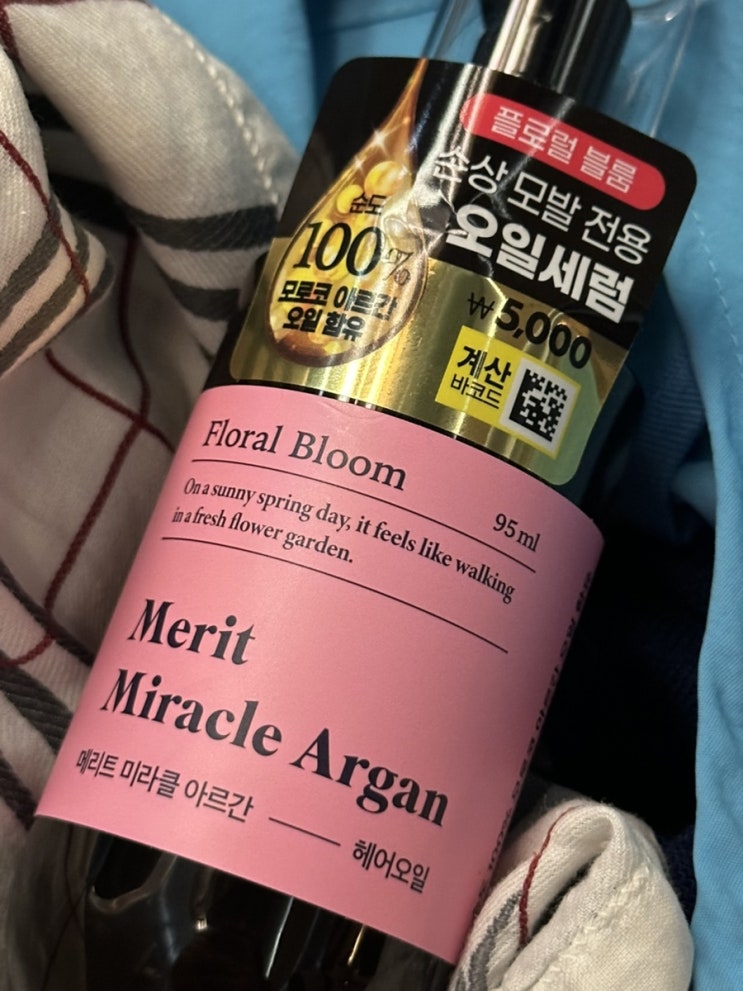 플로럴 블룸
손상 모발 전용
오일세럼
순도
100%
모로코 아르간
오일 함유
₩5,000
계산
바코드
Floral Bloom
95 ml
On a sunny spring day, it feels like walking
in a fresh flower garden.
Merit
Miracle Argan
메리트 미라클 아르간 — 헤어오일